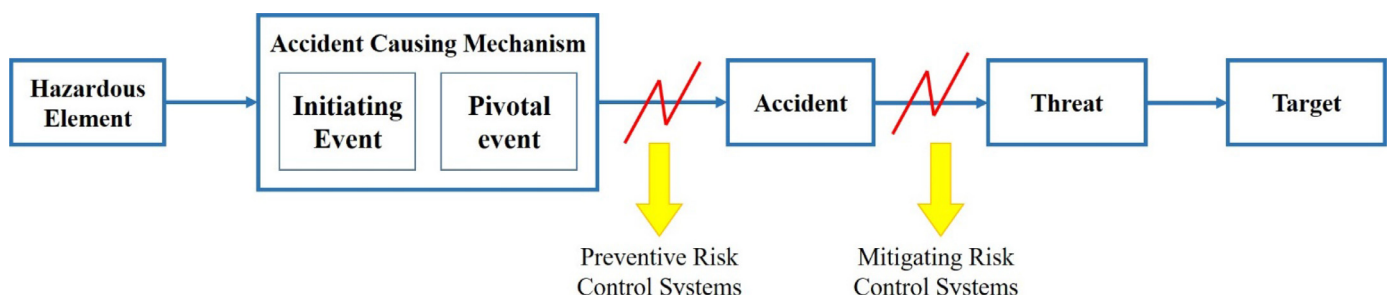 Hazardous
Element
Accident Causing Mechanism
Initiating
Event
Pivotal
event
Accident
Threat
Target
Preventive Risk
Control Systems
Mitigating Risk
Control Systems